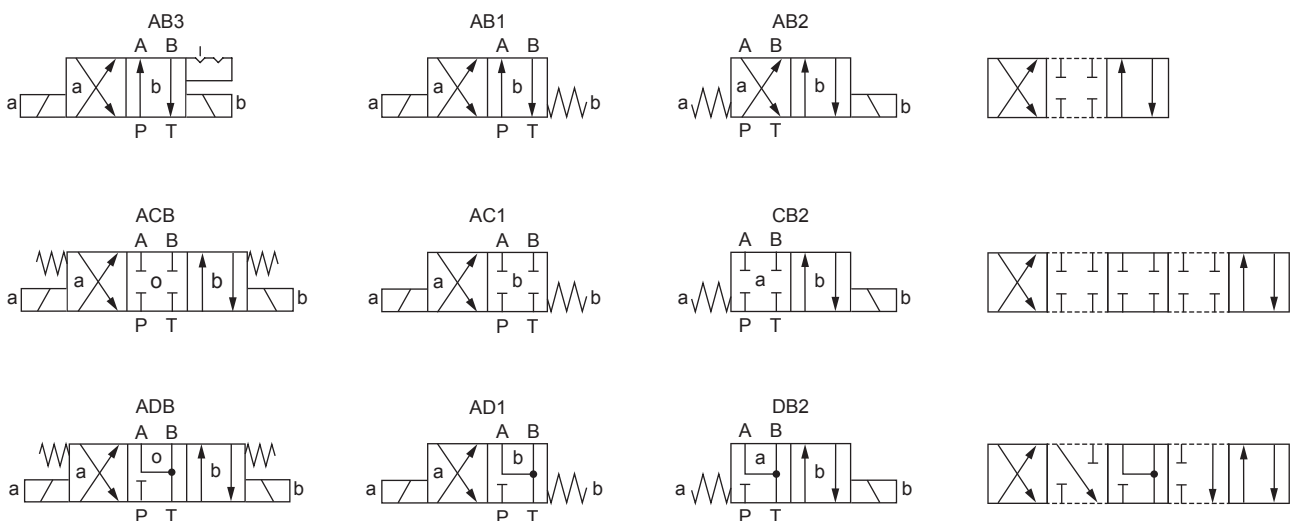 AB3 AB1 AB2
A B A B A B
a b a b a b
a b b a b
P T P T P T
ACB AC1 CB2
A B A B A B
a o b a b a b
a b a b a b
P T P T P T
ADB AD1 DB2
A B A B A B
o b a
a b a b
a b a b a b
P T P T P T